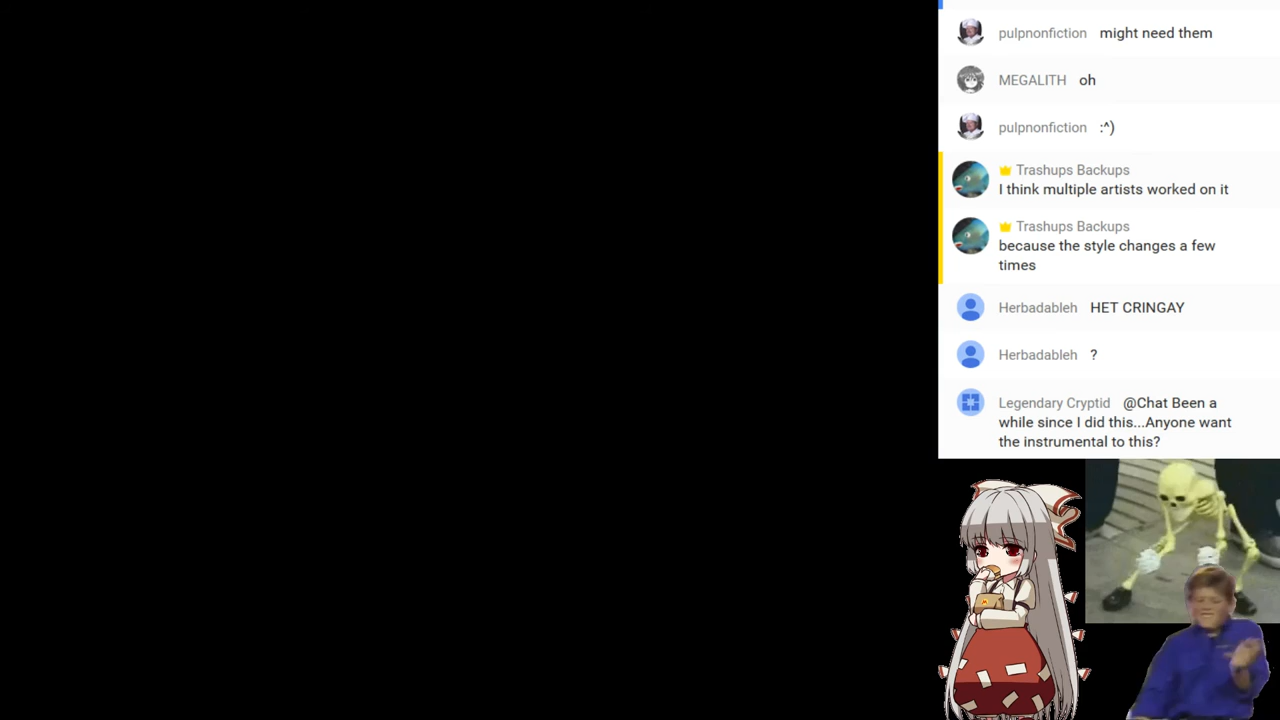 pulpnonfiction might need them
MEGALITH oh
pulpnonfiction :^)
Trashups Backups
I think multiple artists worked on it
Trashups Backups
because the style changes a few
times
Herbadableh HET CRINGAY
Herbadableh ?
Legendary Cryptid @Chat Been a
while since I did this...Anyone want
the instrumental to this?